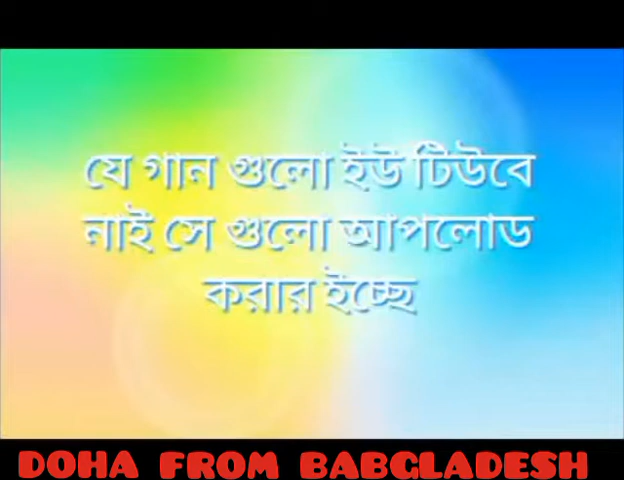 যে গান গুলো ইউ টিউবে
নাই সে গুলো আপলোড
করার ইচ্ছে
DOHA FROM BABGLADESH